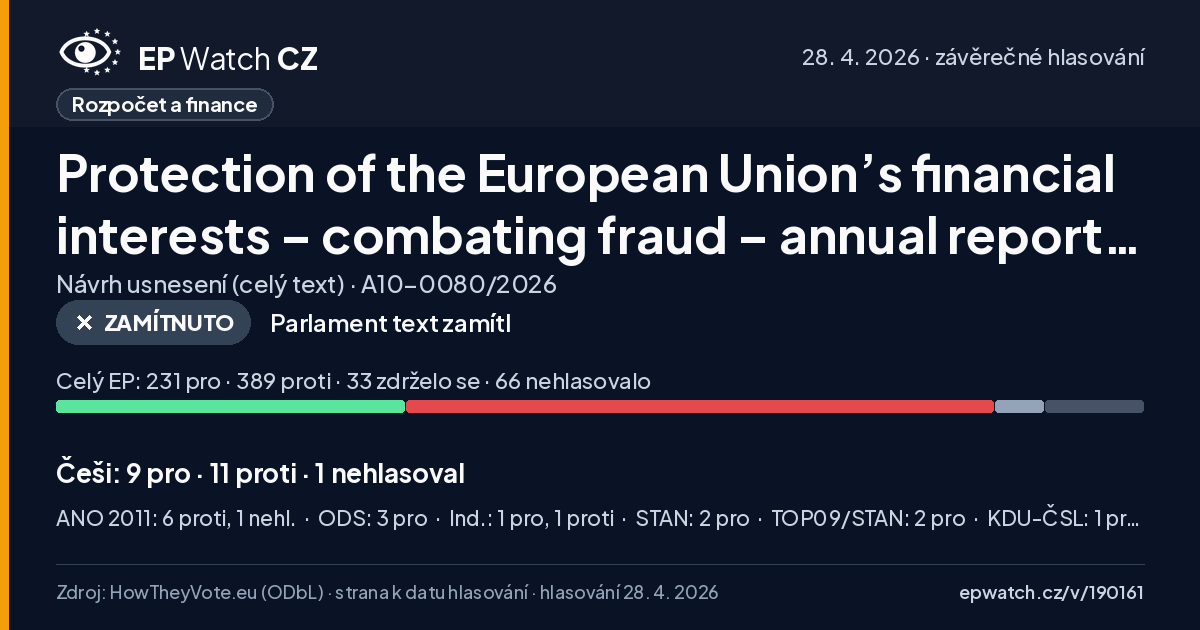 EP Watch CZ
28. 4. 2026 · závěrečné hlasování
Rozpočet a finance
Protection of the European Union’s financial
interests – combating fraud – annual report…
Návrh usnesení (celý text) · A10-0080/2026
✕ ZAMÍTNUTO Parlament text zamítl
Celý EP: 231 pro · 389 proti · 33 zdrželo se · 66 nehlasovalo
Češi: 9 pro · 11 proti · 1 nehlasoval
ANO 2011: 6 proti, 1 nehl. · ODS: 3 pro · Ind.: 1 pro, 1 proti · STAN: 2 pro · TOP09/STAN: 2 pro · KDU-ČSL: 1 pr…
Zdroj: HowTheyVote.eu (ODbL) · strana k datu hlasování · hlasování 28. 4. 2026
epwatch.cz/v/190161